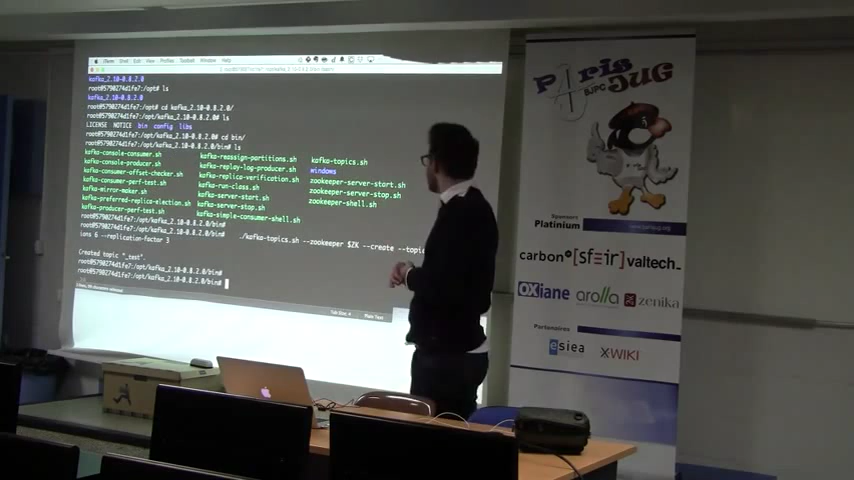 kafka_2.10-0.8.2.0
root@5790274d1fe7:/opt# ls
kafka_2.10-0.8.2.0
root@5790274d1fe7:/opt# cd kafka_2.10-0.8.2.0/
root@5790274d1fe7:/opt/kafka_2.10-0.8.2.0# ls
LICENSE NOTICE bin config libs
root@5790274d1fe7:/opt/kafka_2.10-0.8.2.0# cd bin/
root@5790274d1fe7:/opt/kafka_2.10-0.8.2.0/bin# ls
kafka-console-consumer.sh kafka-reassign-partitions.sh kafka-topics.sh
kafka-console-producer.sh kafka-replay-log-producer.sh windows
kafka-consumer-offset-checker.sh kafka-replica-verification.sh zookeeper-server-start.sh
kafka-consumer-perf-test.sh kafka-run-class.sh zookeeper-server-stop.sh
kafka-mirror-maker.sh kafka-server-start.sh zookeeper-shell.sh
kafka-preferred-replica-election.sh kafka-server-stop.sh
kafka-producer-perf-test.sh kafka-simple-consumer-shell.sh
root@5790274d1fe7:/opt/kafka_2.10-0.8.2.0/bin#
root@5790274d1fe7:/opt/kafka_2.10-0.8.2.0/bin# ./kafka-topics.sh --zookeeper $ZK --create --topic
ions 6 --replication-factor 3
Created topic "_test".
root@5790274d1fe7:/opt/kafka_2.10-0.8.2.0/bin#
root@5790274d1fe7:/opt/kafka_2.10-0.8.2.0/bin#
Paris
BJPC
JUG
Sponsors
Platinium
carbon
[sfΞir]
valtech_
OXiane
arolla
zenika
Partenaires
esiea
XWIKI